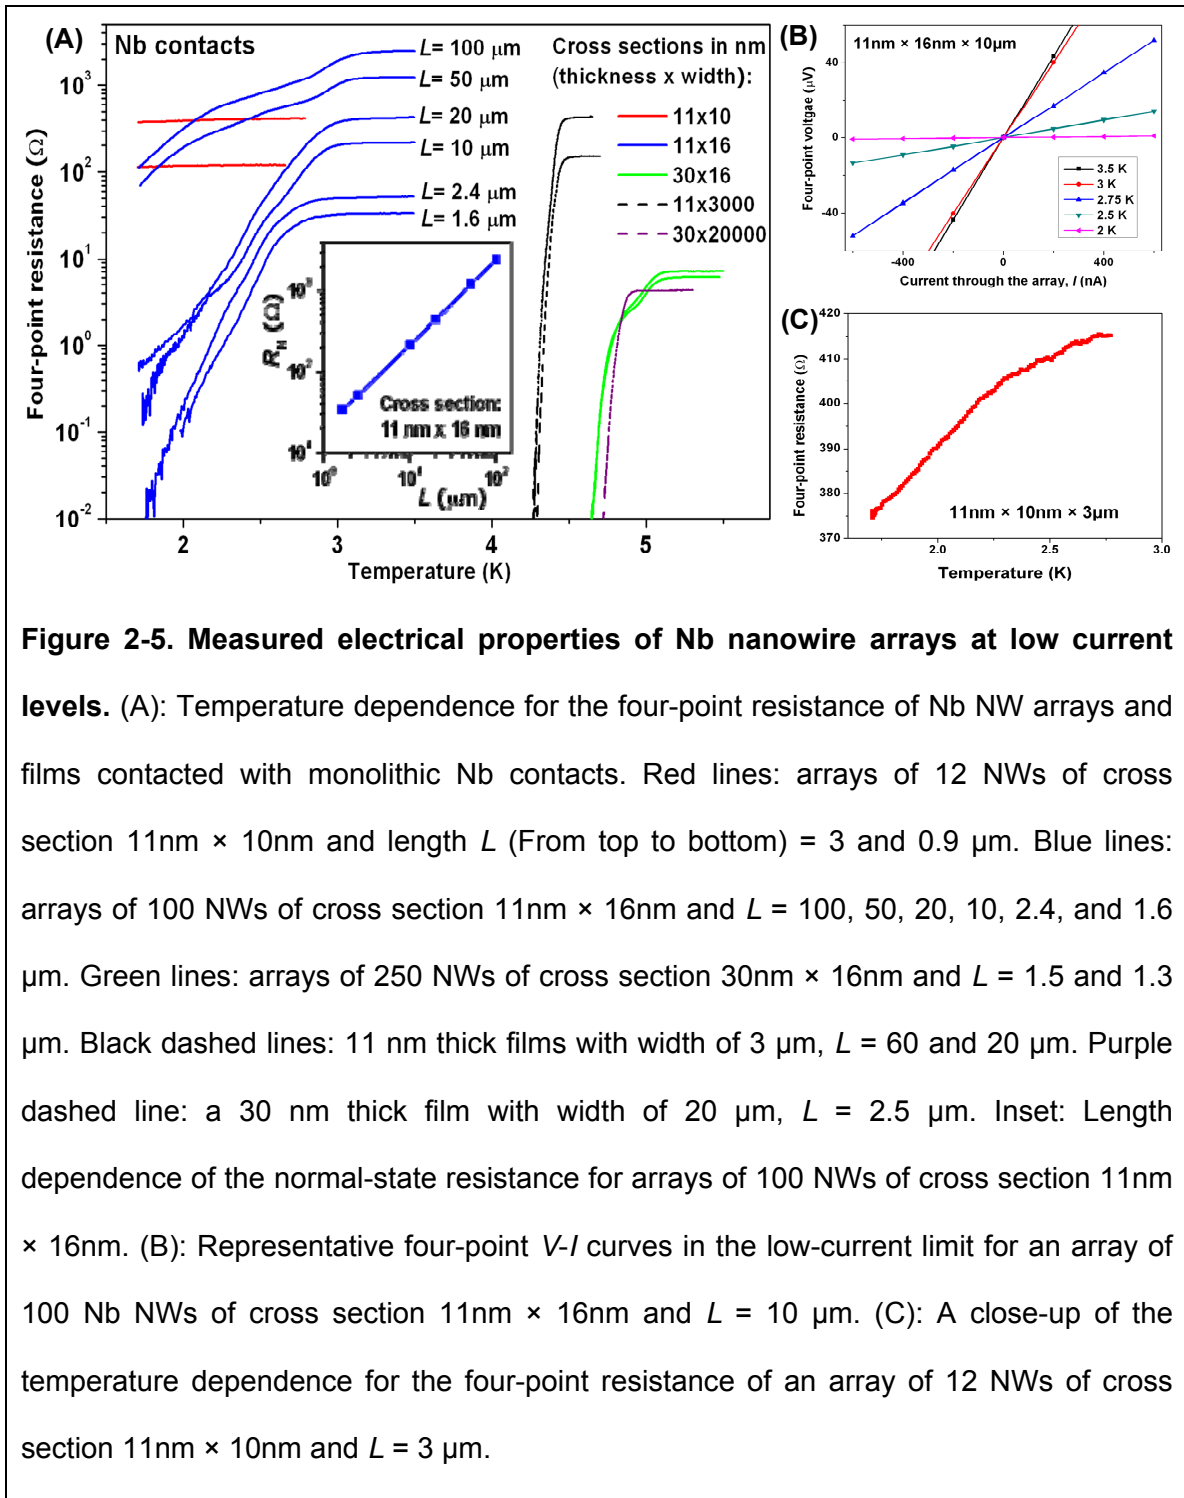 (A)
Nb contacts
L= 100 μm
L= 50 μm
L= 20 μm
L= 10 μm
L= 2.4 μm
L= 1.6 μm
Cross sections in nm
(thickness x width):
11x10
11x16
30x16
11x3000
30x20000
Four-point resistance (Ω)
10³
10²
10¹
10⁰
10⁻¹
10⁻²
2
3
4
5
Temperature (K)
R
(Ω)
Cross section:
11 nm x 16 nm
10⁰
10²
L (μm)
(B)
11nm × 16nm × 10μm
Four-point voltgae (μV)
40
0
-40
3.5 K
3 K
2.75 K
2.5 K
2 K
-400
0
400
Current through the array, I (nA)
(C)
Four-point resistance (Ω)
420
410
400
390
380
370
11nm × 10nm × 3μm
2.0
2.5
3.0
Temperature (K)
Figure 2-5. Measured electrical properties of Nb nanowire arrays at low current
levels. (A): Temperature dependence for the four-point resistance of Nb NW arrays and
films contacted with monolithic Nb contacts. Red lines: arrays of 12 NWs of cross
section 11nm × 10nm and length L (From top to bottom) = 3 and 0.9 μm. Blue lines:
arrays of 100 NWs of cross section 11nm × 16nm and L = 100, 50, 20, 10, 2.4, and 1.6
μm. Green lines: arrays of 250 NWs of cross section 30nm × 16nm and L = 1.5 and 1.3
μm. Black dashed lines: 11 nm thick films with width of 3 μm, L = 60 and 20 μm. Purple
dashed line: a 30 nm thick film with width of 20 μm, L = 2.5 μm. Inset: Length
dependence of the normal-state resistance for arrays of 100 NWs of cross section 11nm
× 16nm. (B): Representative four-point V-I curves in the low-current limit for an array of
100 Nb NWs of cross section 11nm × 16nm and L = 10 μm. (C): A close-up of the
temperature dependence for the four-point resistance of an array of 12 NWs of cross
section 11nm × 10nm and L = 3 μm.